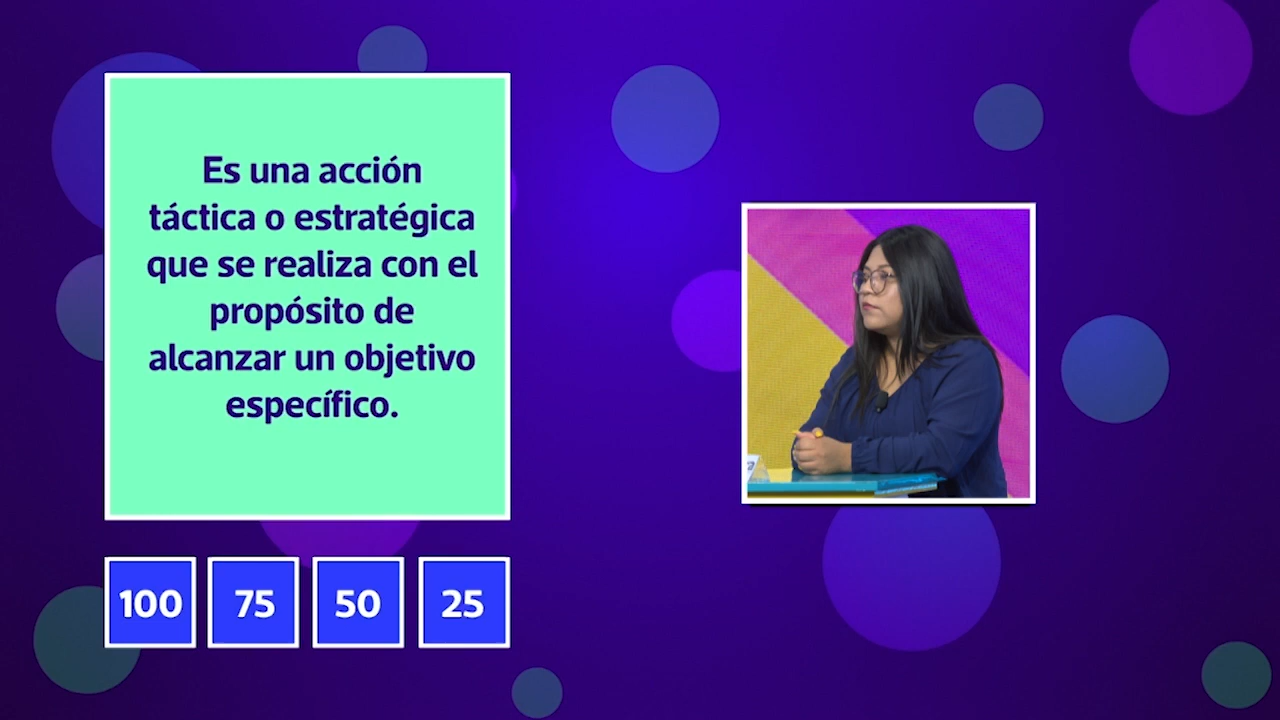 Es una acción
táctica o estratégica
que se realiza con el
propósito de
alcanzar un objetivo
específico.
100 75 50 25